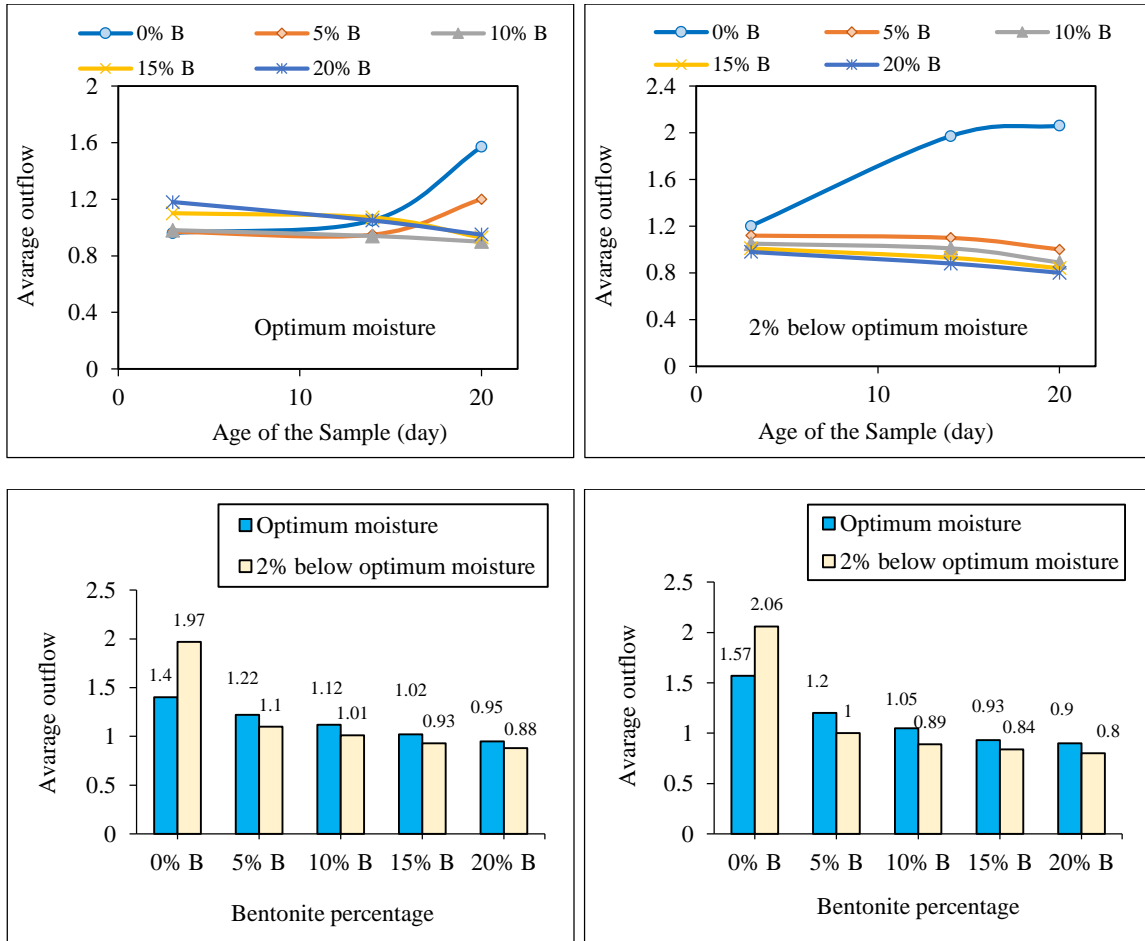 0% B 5% B 10% B
15% B 20% B
2
1.6
1.2
0.8
0.4
0
Avarage outflow
Optimum moisture
0 10 20
Age of the Sample (day)
0% B 5% B 10% B
15% B 20% B
2.4
2
1.6
1.2
0.8
0.4
0
Avarage outflow
2% below optimum moisture
0 10 20
Age of the Sample (day)
Optimum moisture
2% below optimum moisture
2.5
2
1.5
1
0.5
0
Avarage outflow
1.4 1.97 1.22 1.1 1.12 1.01 1.02 0.93 0.95 0.88
0% B 5% B 10% B 15% B 20% B
Bentonite percentage
Optimum moisture
2% below optimum moisture
2.5
2
1.5
1
0.5
0
Avarage outflow
1.57 2.06 1.2 1 1.05 0.89 0.93 0.84 0.9 0.8
0% B 5% B 10% B 15% B 20% B
Bentonite percentage